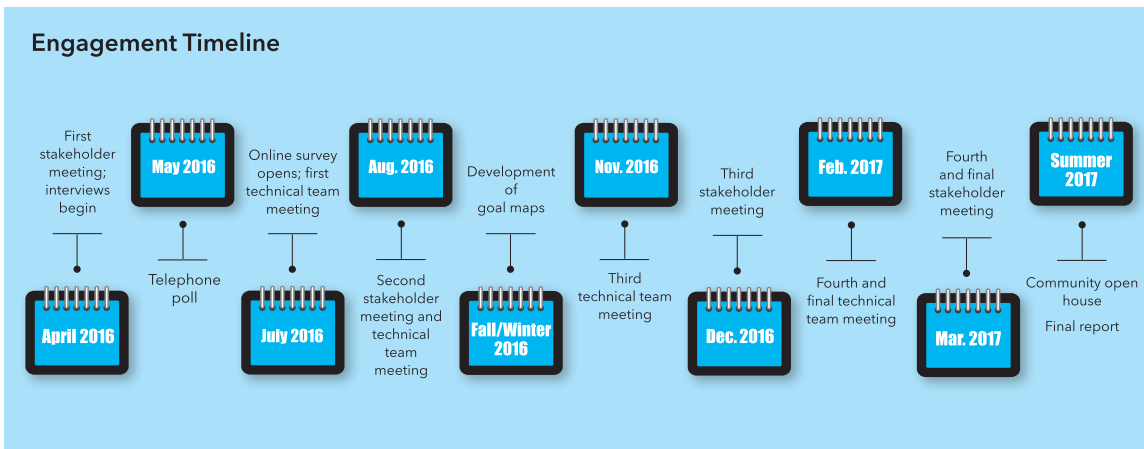 Engagement Timeline
First
stakeholder
meeting;
interviews
begin
April 2016
May 2016
Telephone
poll
Online survey
opens; first
technical team
meeting
July 2016
Aug. 2016
Second
stakeholder
meeting and
technical
team
meeting
Development
of
goal maps
Fall/Winter
2016
Nov. 2016
Third
technical team
meeting
Third
stakeholder
meeting
Dec. 2016
Feb. 2017
Fourth and
final technical
team meeting
Fourth
and final
stakeholder
meeting
Mar. 2017
Summer
2017
Community open
house
Final report